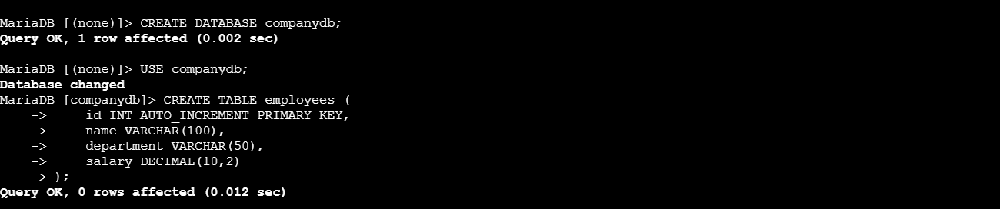 MariaDB [(none)]> CREATE DATABASE companydb;
Query OK, 1 row affected (0.002 sec)
MariaDB [(none)]> USE companydb;
Database changed
MariaDB [companydb]> CREATE TABLE employees (
    ->     id INT AUTO_INCREMENT PRIMARY KEY,
    ->     name VARCHAR(100),
    ->     department VARCHAR(50),
    ->     salary DECIMAL(10,2)
    -> );
Query OK, 0 rows affected (0.012 sec)